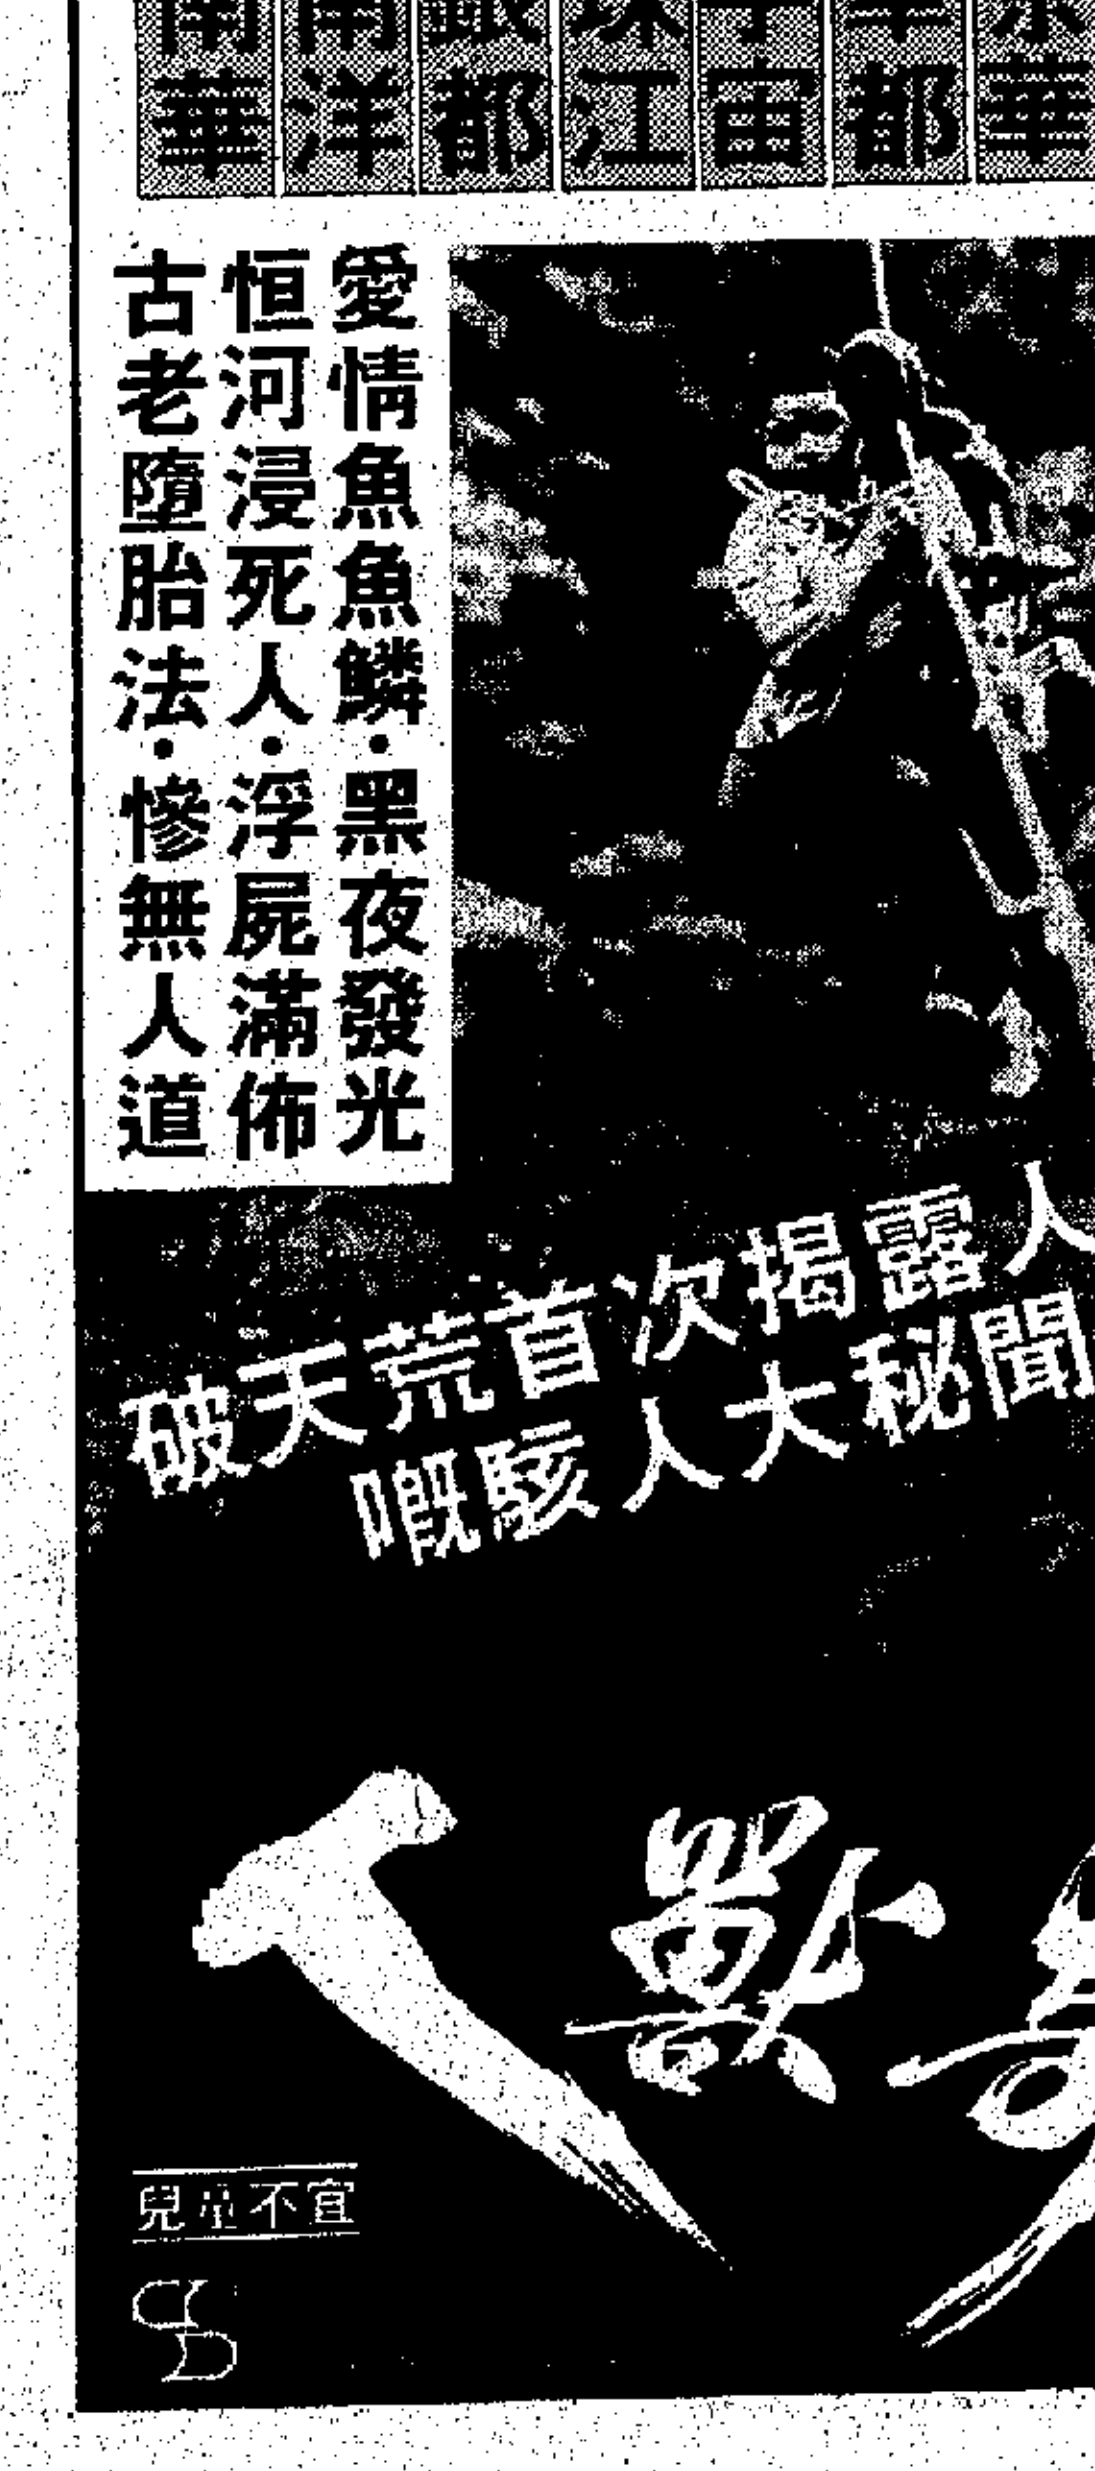 華
都
宙
江
都
洋
華
愛情魚魚鱗·黑夜發光
恒河浸死人·浮屍滿佈
古老墮胎法·慘無人道
破天荒首次揭露人
嘅駭人大秘聞
人獸
兒童不宜